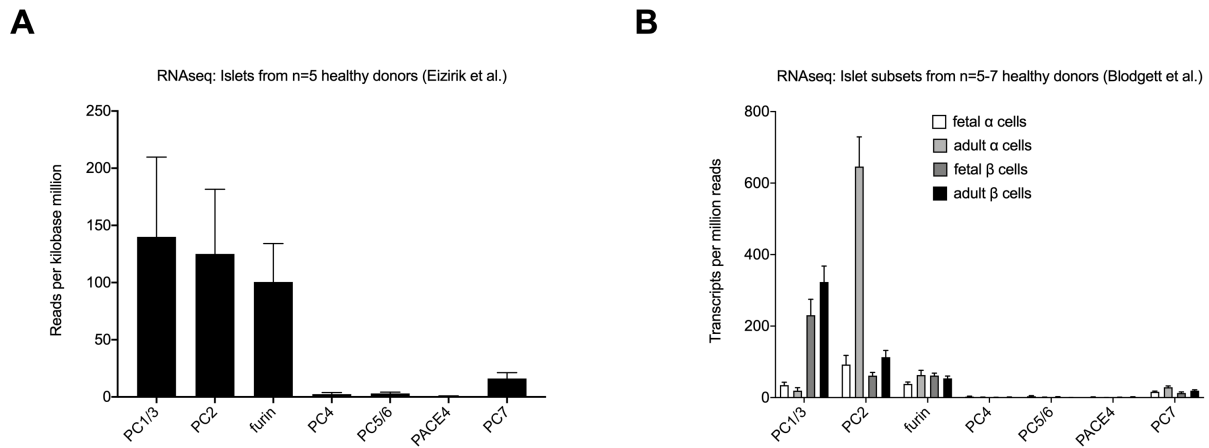 A
RNAseq: Islets from n=5 healthy donors (Eizirik et al.)
Reads per kilobase million
250
200
150
100
50
0
PC1/3
PC2
furin
PC4
PC5/6
PACE4
PC7
B
RNAseq: Islet subsets from n=5-7 healthy donors (Blodgett et al.)
Transcripts per million reads
800
600
400
200
0
fetal α cells
adult α cells
fetal β cells
adult β cells
PC1/3
PC2
furin
PC4
PC5/6
PACE4
PC7